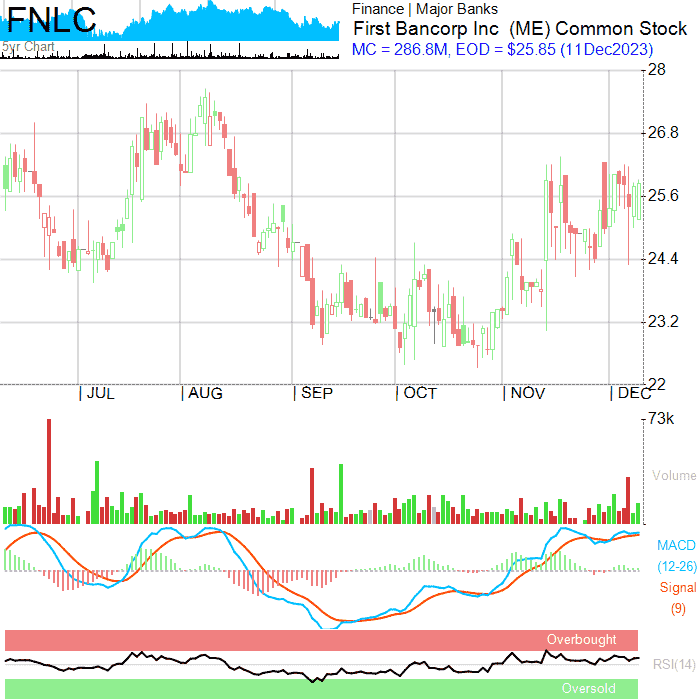 FNLC
5yr Chart
Finance | Major Banks
First Bancorp Inc (ME) Common Stock
MC = 286.8M, EOD = $25.85 (11Dec2023)
28
26.8
25.6
24.4
23.2
22
JUL AUG SEP OCT NOV DEC
73k
Volume
MACD
(12-26)
Signal
(9)
Overbought
RSI(14)
Oversold